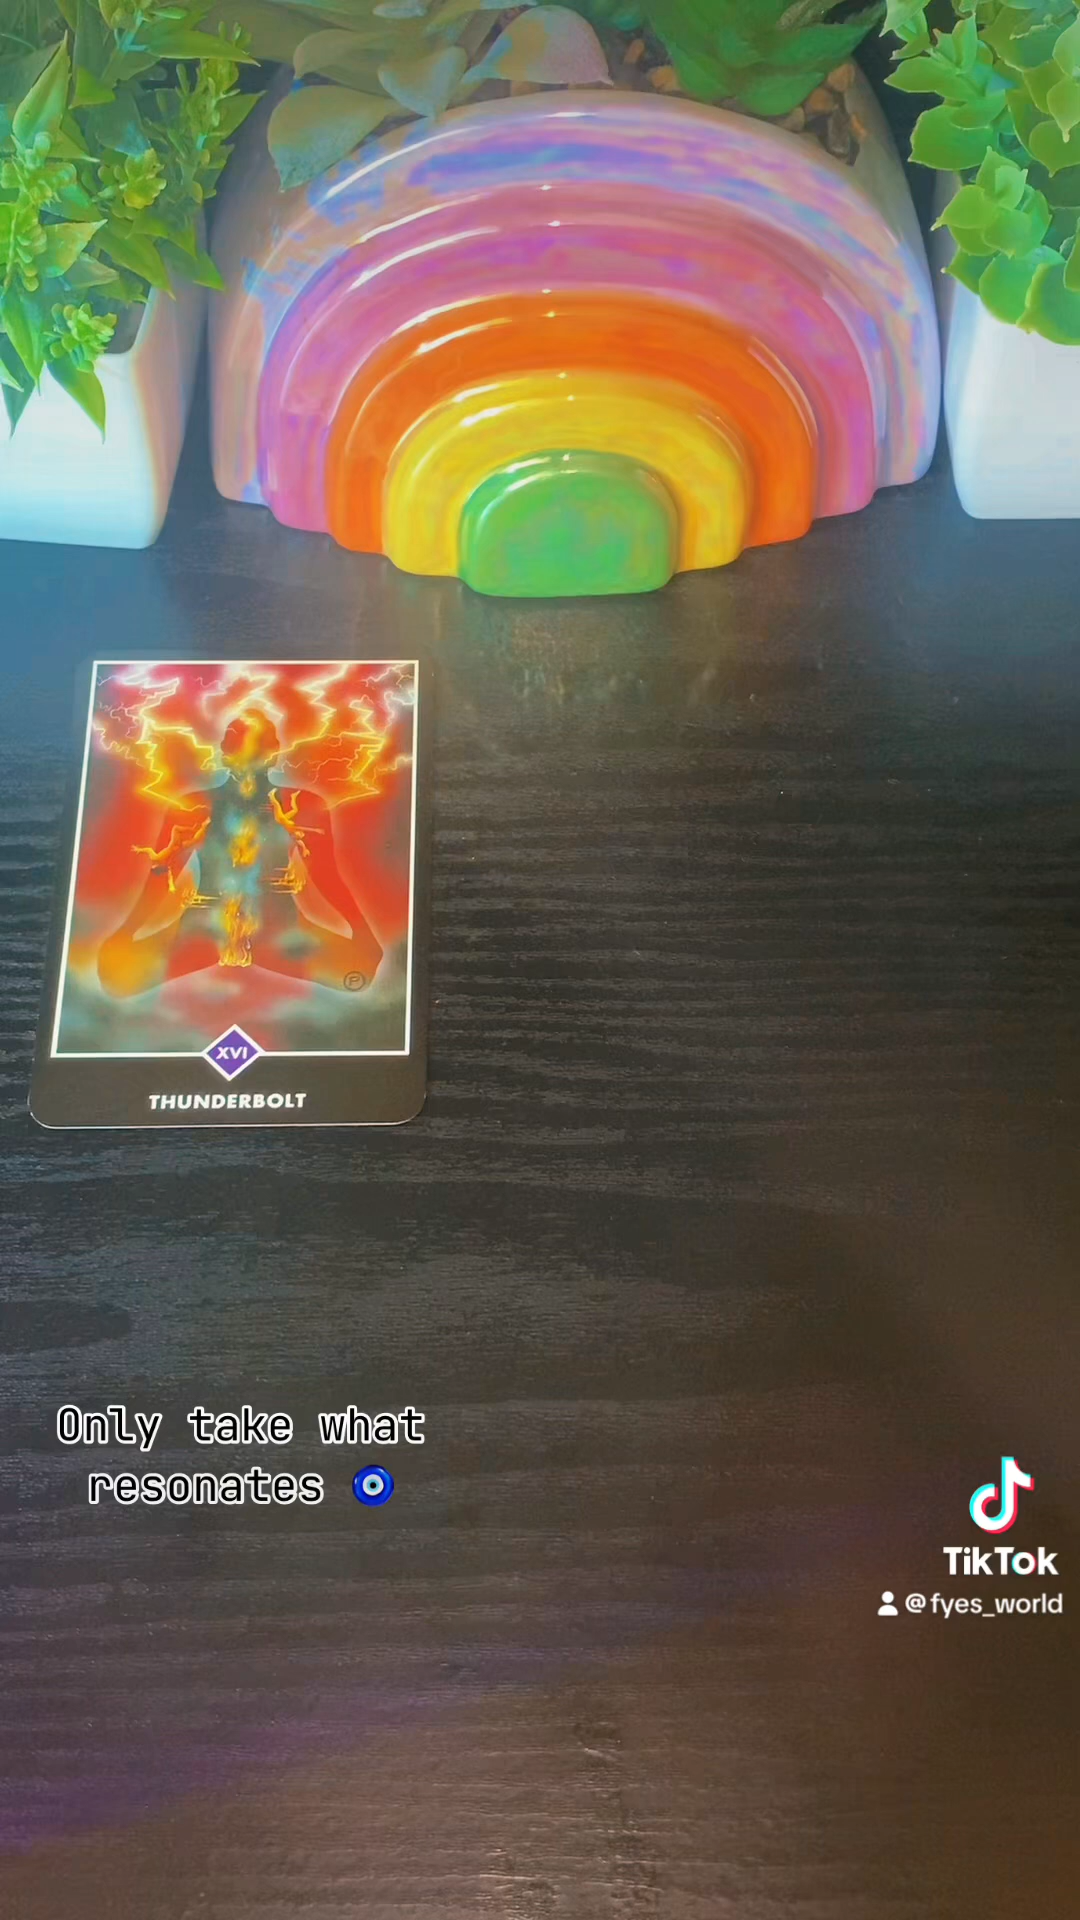 XVI
THUNDERBOLT
Only take what
resonates 🧿
TikTok
@fyes_world